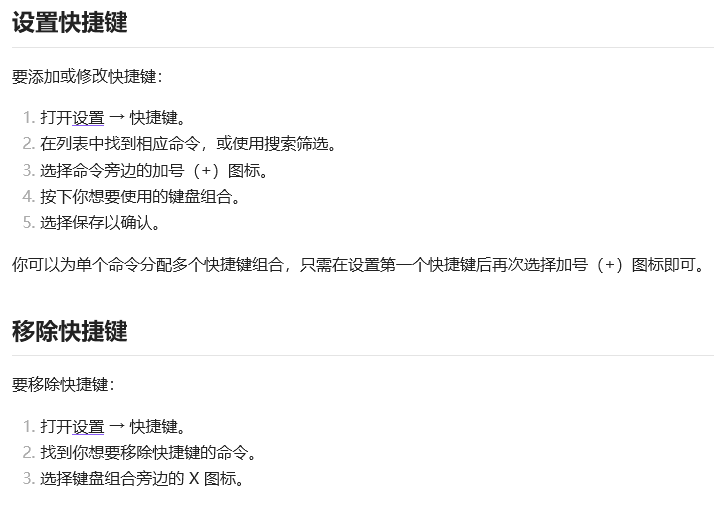 设置快捷键
要添加或修改快捷键：
1. 打开设置 → 快捷键。
2. 在列表中找到相应命令，或使用搜索筛选。
3. 选择命令旁边的加号（+）图标。
4. 按下你想要使用的键盘组合。
5. 选择保存以确认。
你可以为单个命令分配多个快捷键组合，只需在设置第一个快捷键后再次选择加号（+）图标即可。
移除快捷键
要移除快捷键：
1. 打开设置 → 快捷键。
2. 找到你想要移除快捷键的命令。
3. 选择键盘组合旁边的 X 图标。